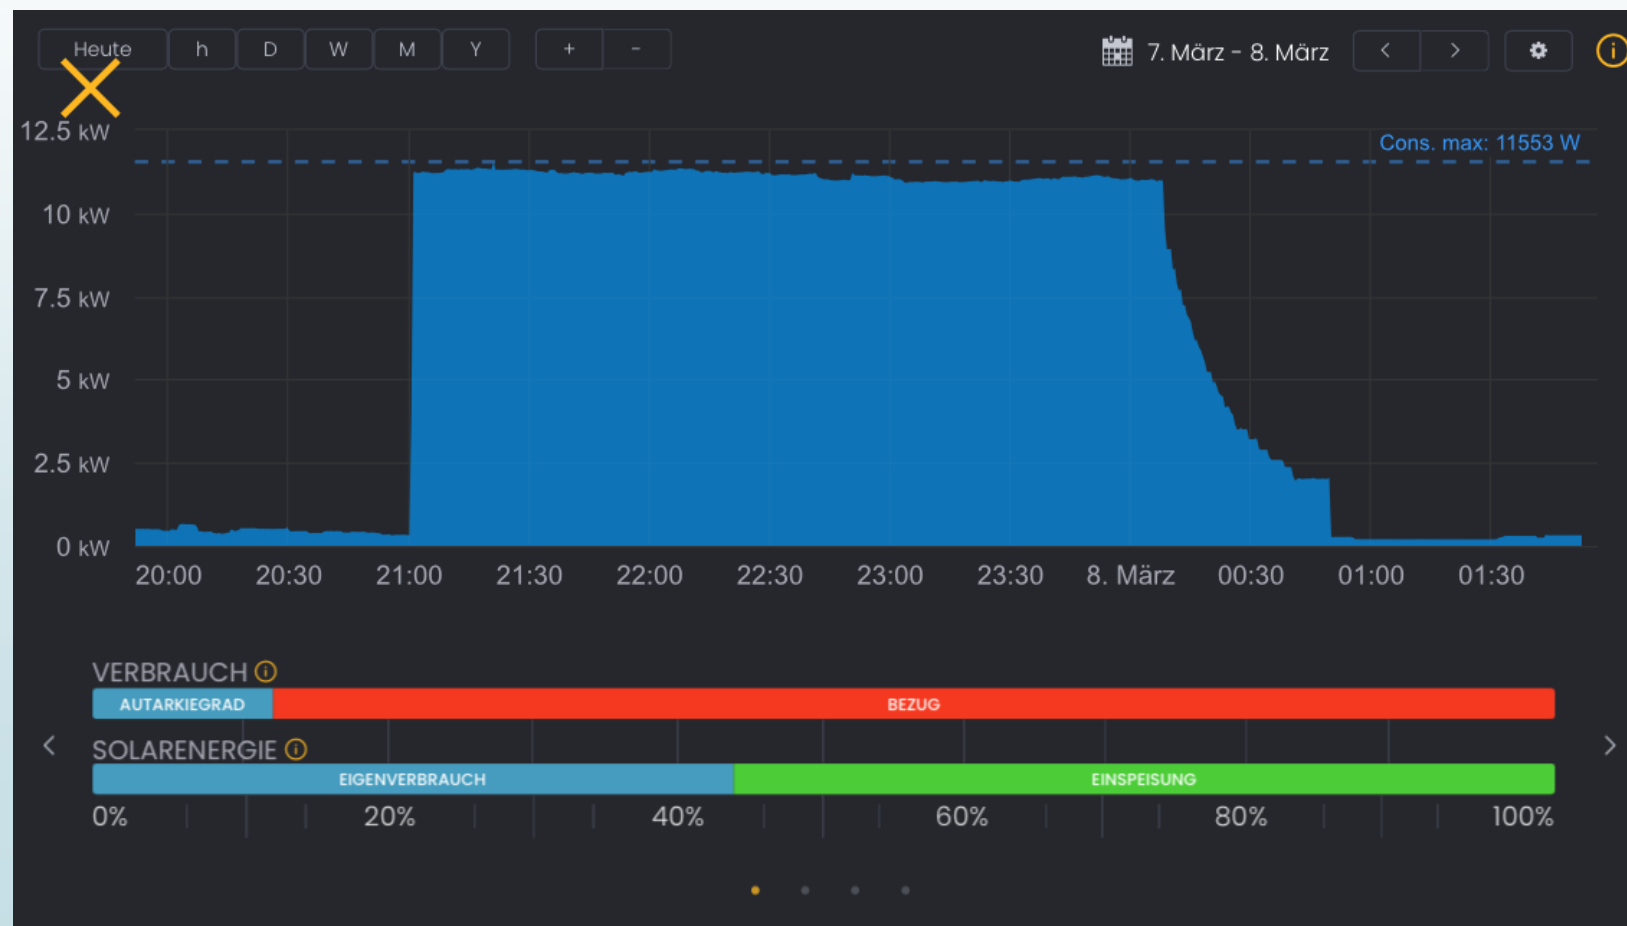 Heute h D W M Y + - 7. März - 8. März < >
12.5 kW
Cons. max: 11553 W
10 kW
7.5 kW
5 kW
2.5 kW
0 kW
20:00 20:30 21:00 21:30 22:00 22:30 23:00 23:30 8. März 00:30 01:00 01:30
VERBRAUCH
AUTARKIEGRAD BEZUG
SOLARENERGIE
EIGENVERBRAUCH EINSPEISUNG
0% 20% 40% 60% 80% 100%